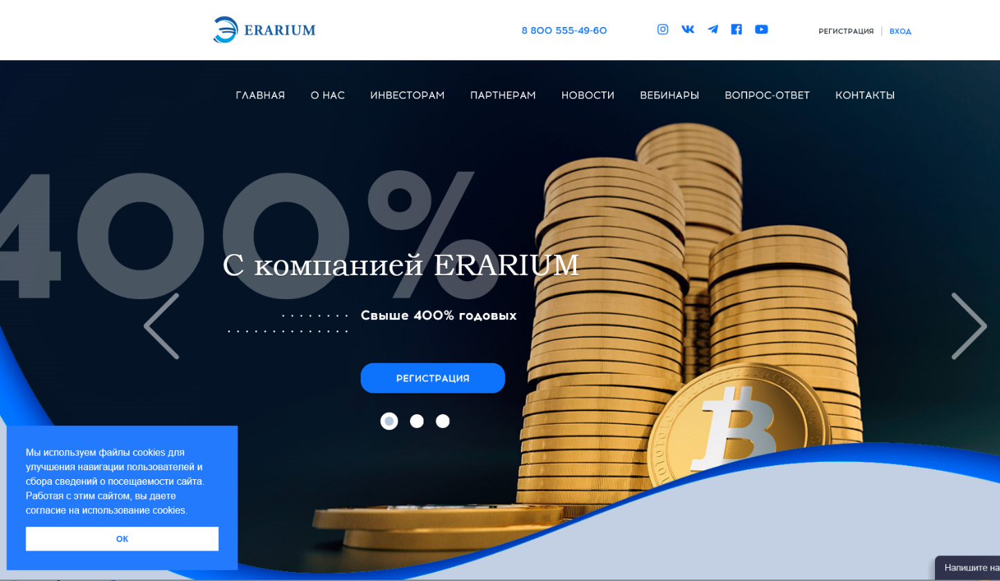 ERARIUM
8 800 555-49-60
РЕГИСТРАЦИЯ
ВХОД
ГЛАВНАЯ
О НАС
ИНВЕСТОРАМ
ПАРТНЕРАМ
НОВОСТИ
ВЕБИНАРЫ
ВОПРОС-ОТВЕТ
КОНТАКТЫ
400%
С компанией ERARIUM
Свыше 400% годовых
РЕГИСТРАЦИЯ
Мы используем файлы cookies для
улучшения навигации пользователей и
сбора сведений о посещаемости сайта.
Работая с этим сайтом, вы даете
согласие на использование cookies.
ОК
Напишите на